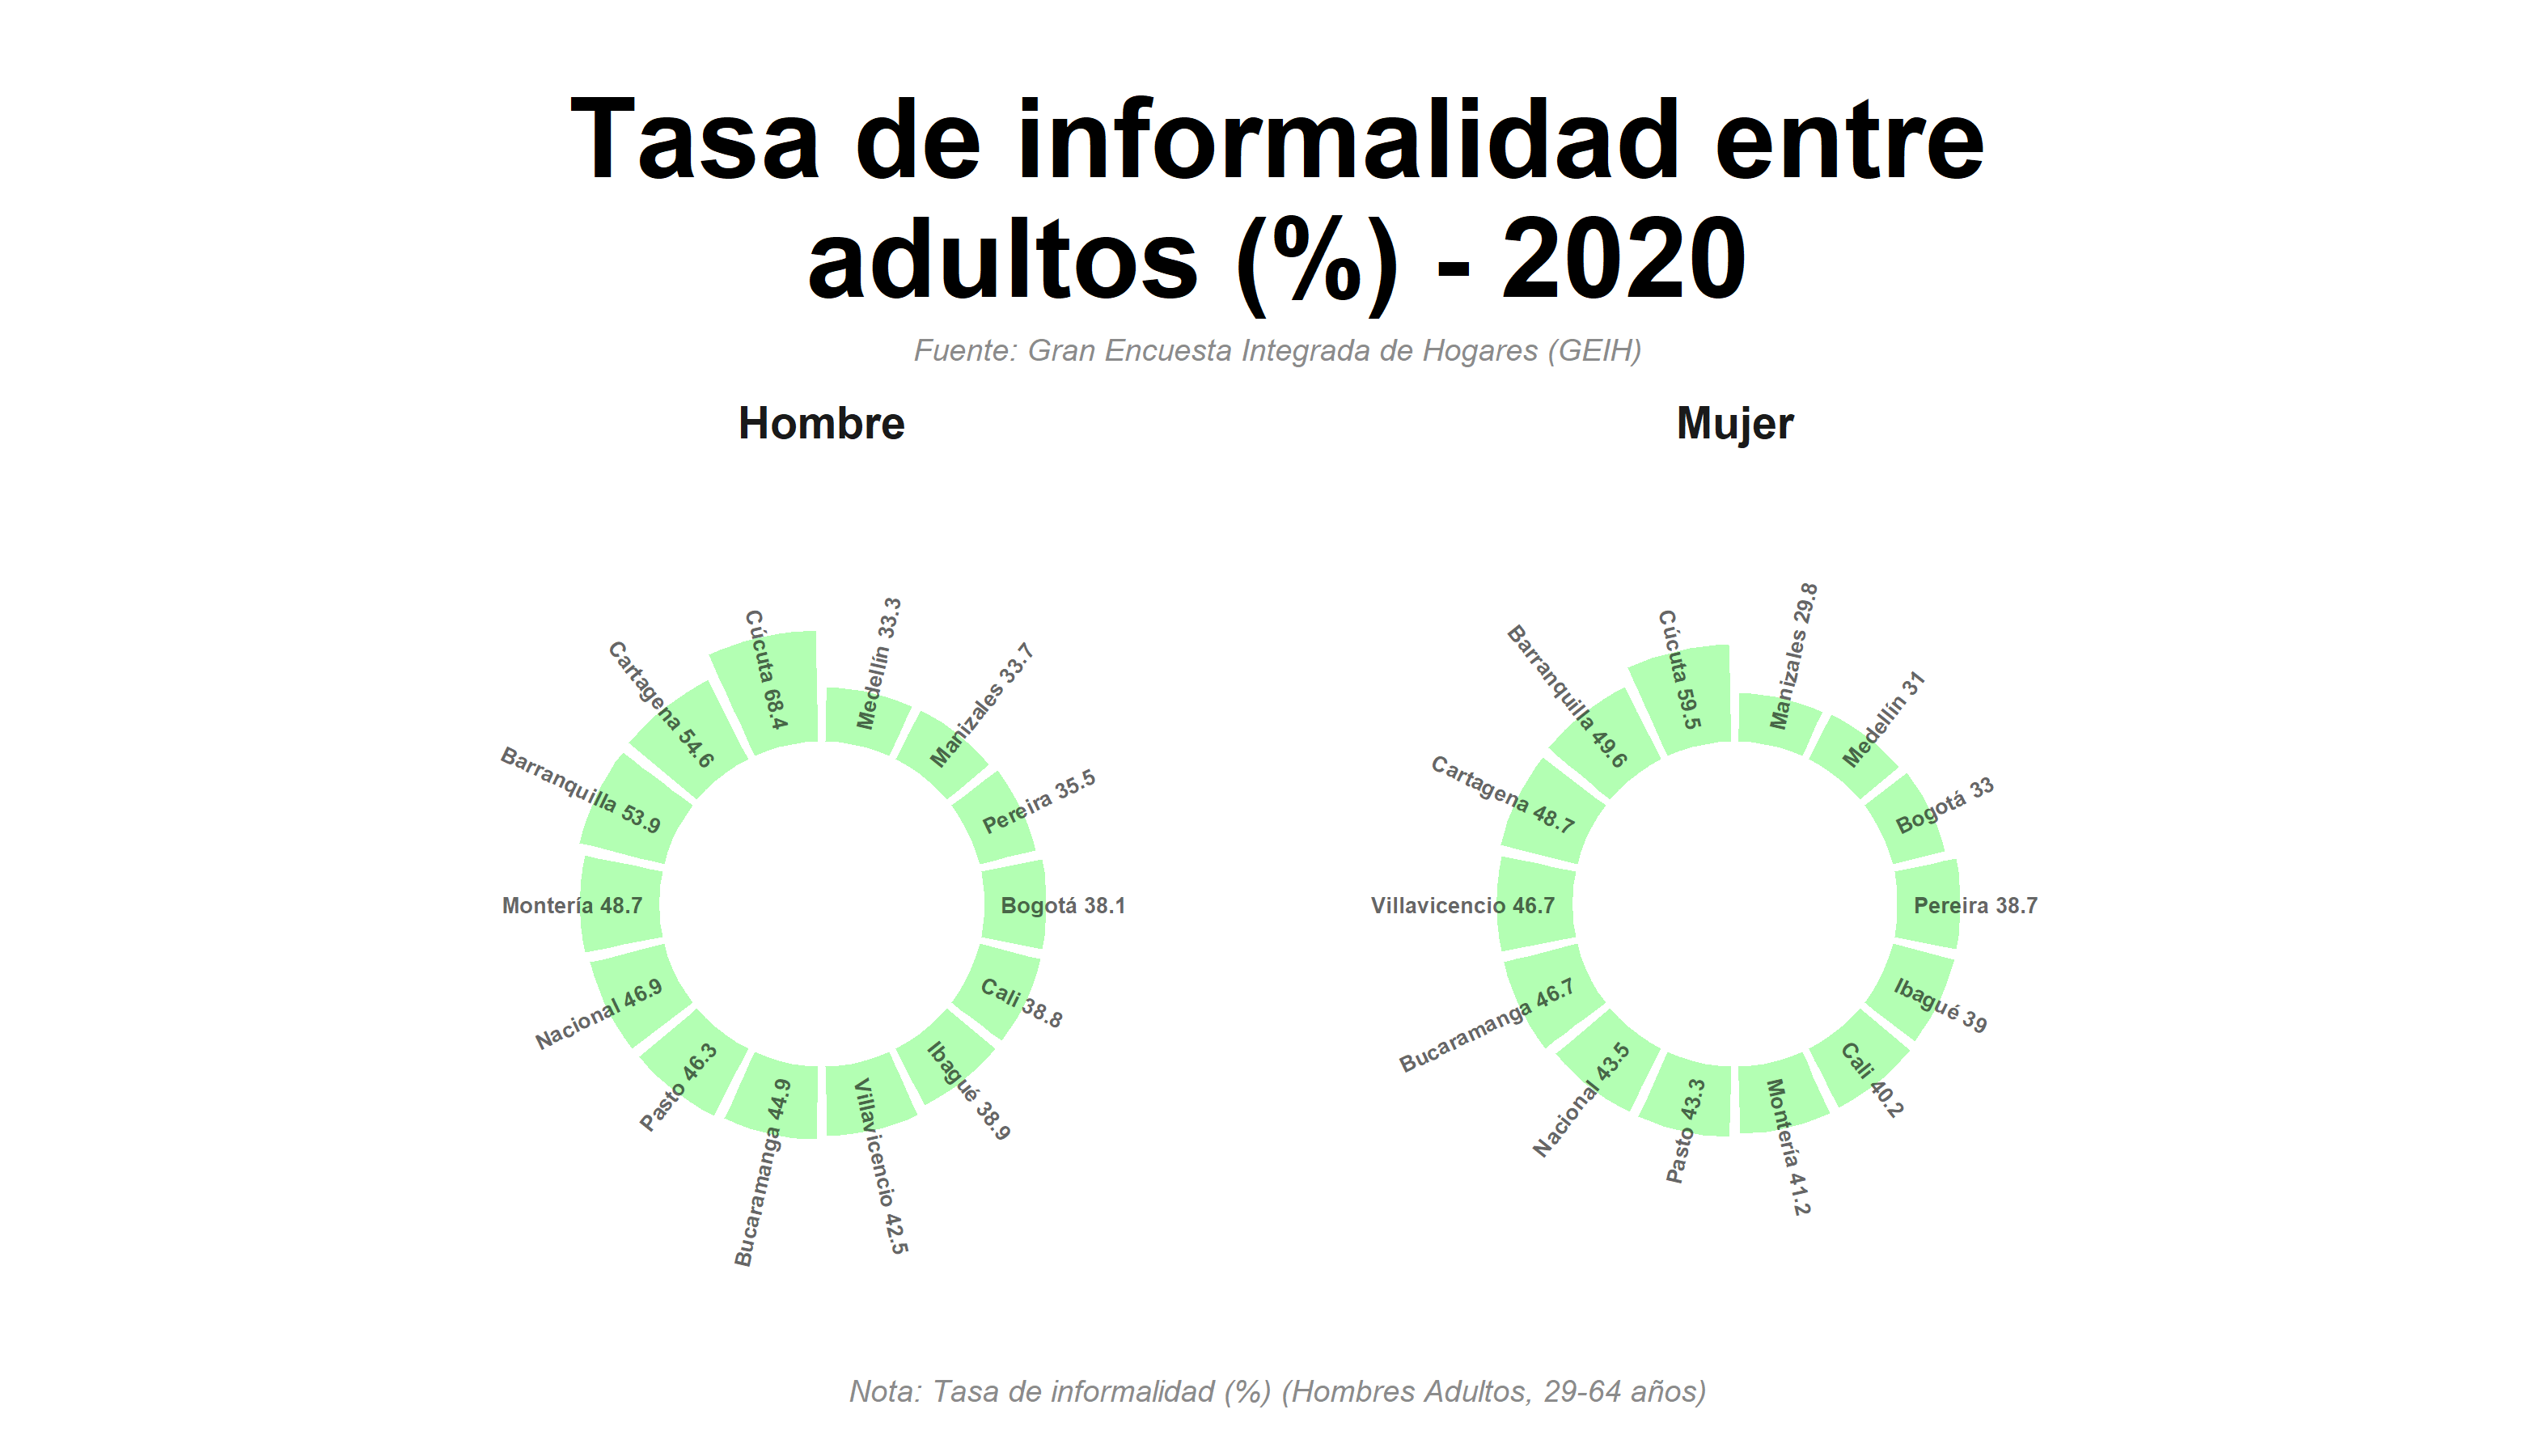 Tasa de informalidad entre
adultos (%) - 2020
Fuente: Gran Encuesta Integrada de Hogares (GEIH)
Hombre
Medellín 33.3
Manizales 33.7
Pereira 35.5
Bogotá 38.1
Cali 38.8
Ibagué 38.9
Villavicencio 42.5
Bucaramanga 44.9
Pasto 46.3
Nacional 46.9
Montería 48.7
Barranquilla 53.9
Cartagena 54.6
Cúcuta 68.4
Mujer
Manizales 29.8
Medellín 31
Bogotá 33
Pereira 38.7
Ibagué 39
Cali 40.2
Montería 41.2
Pasto 43.3
Nacional 43.5
Bucaramanga 46.7
Villavicencio 46.7
Cartagena 48.7
Barranquilla 49.6
Cúcuta 59.5
Nota: Tasa de informalidad (%) (Hombres Adultos, 29-64 años)